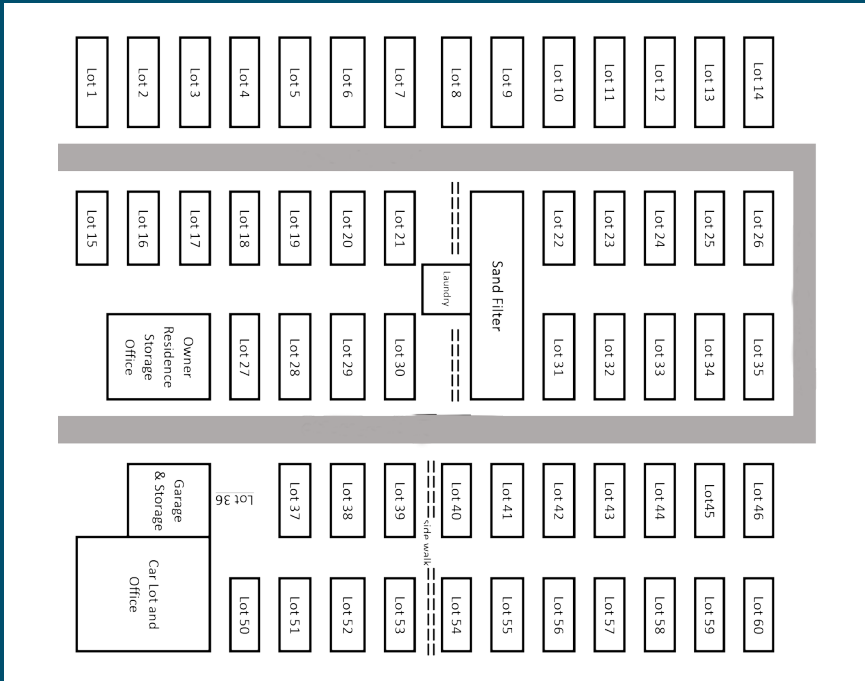 Lot 1
Lot 2
Lot 3
Lot 4
Lot 5
Lot 6
Lot 7
Lot 8
Lot 9
Lot 10
Lot 11
Lot 12
Lot 13
Lot 14
Lot 15
Lot 16
Lot 17
Lot 18
Lot 19
Lot 20
Lot 21
Laundry
Sand Filter
Lot 22
Lot 23
Lot 24
Lot 25
Lot 26
Owner
Residence
Storage
Office
Lot 27
Lot 28
Lot 29
Lot 30
Lot 31
Lot 32
Lot 33
Lot 34
Lot 35
Garage
& Storage
Lot 36
Lot 37
Lot 38
Lot 39
side walk
Lot 40
Lot 41
Lot 42
Lot 43
Lot 44
Lot45
Lot 46
Car Lot and
Office
Lot 50
Lot 51
Lot 52
Lot 53
Lot 54
Lot 55
Lot 56
Lot 57
Lot 58
Lot 59
Lot 60